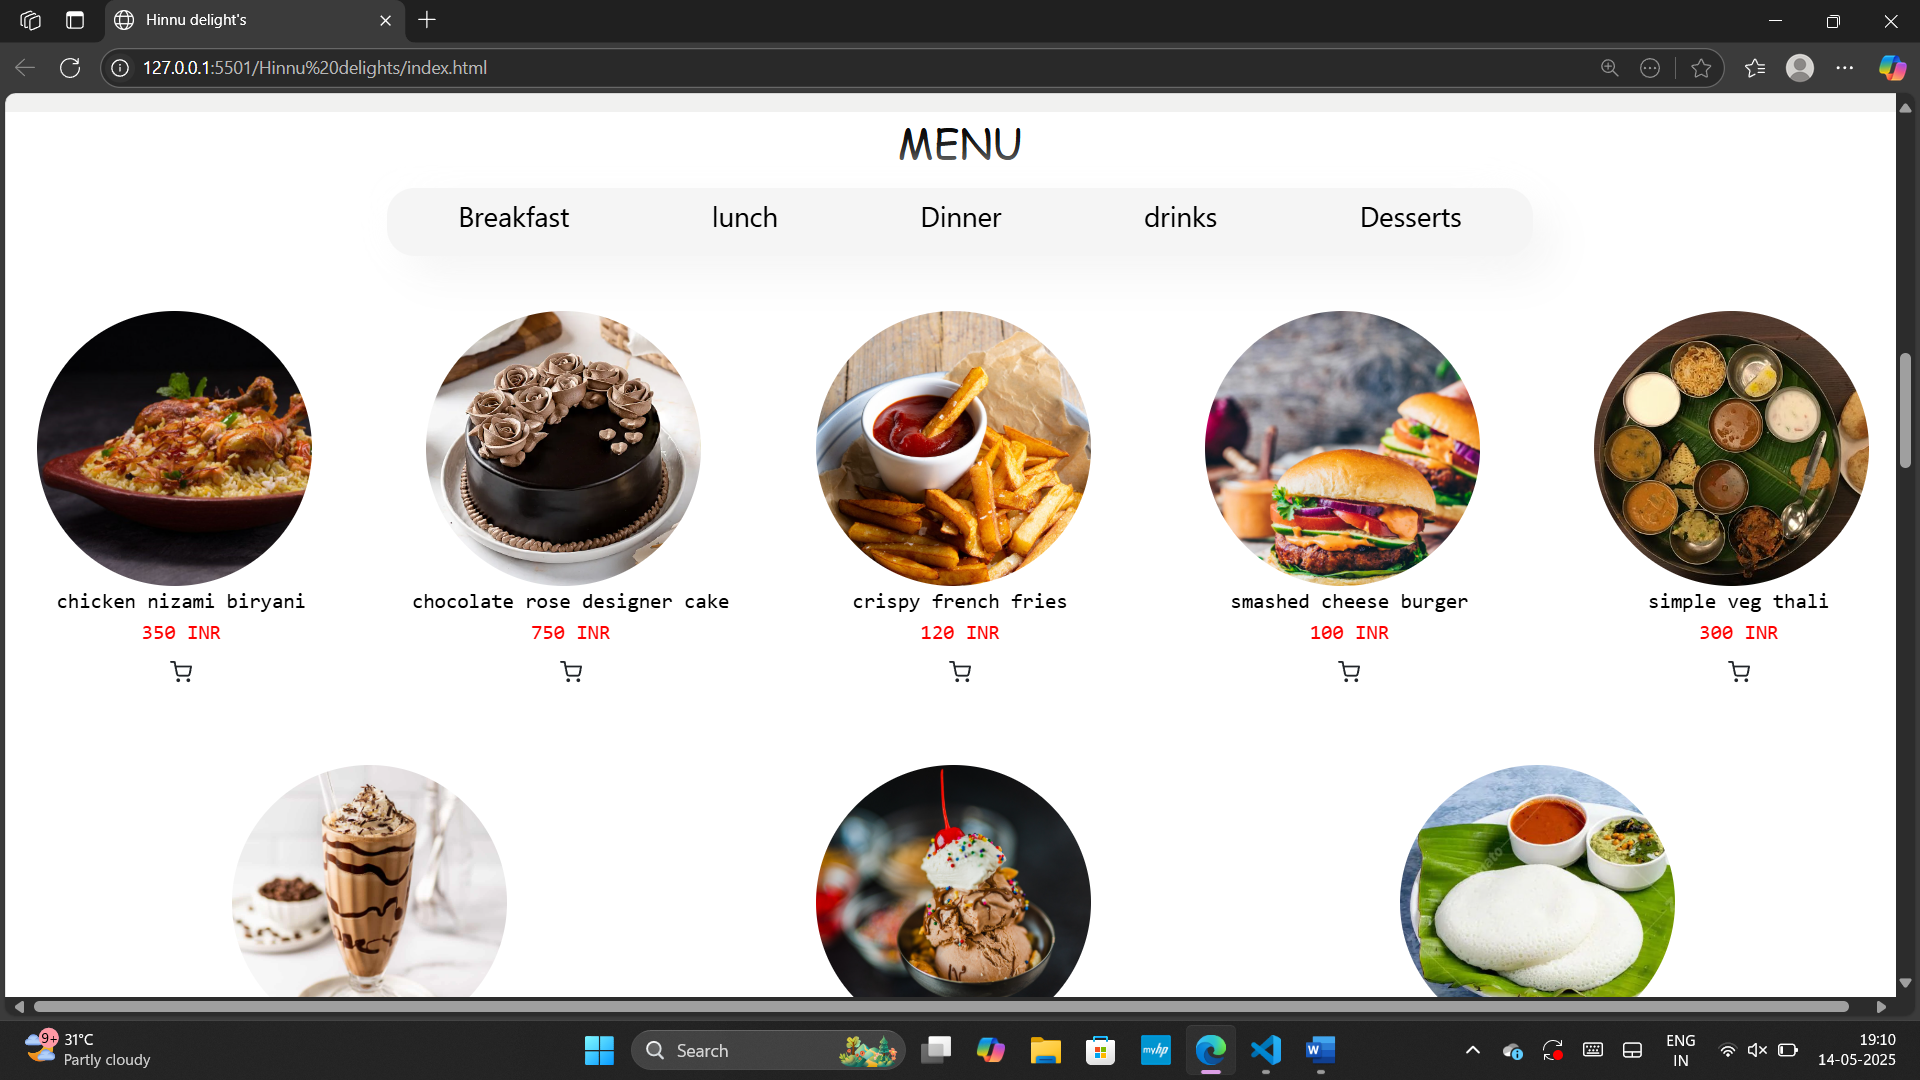 Hinnu delight's
127.0.0.1:5501/Hinnu%20delights/index.html
MENU
Breakfast lunch Dinner drinks Desserts
chicken nizami biryani chocolate rose designer cake crispy french fries smashed cheese burger simple veg thali
350 INR 750 INR 120 INR 100 INR 300 INR
9+ 31°C
Partly cloudy
Search
myhp
W
ENG
IN
19:10
14-05-2025